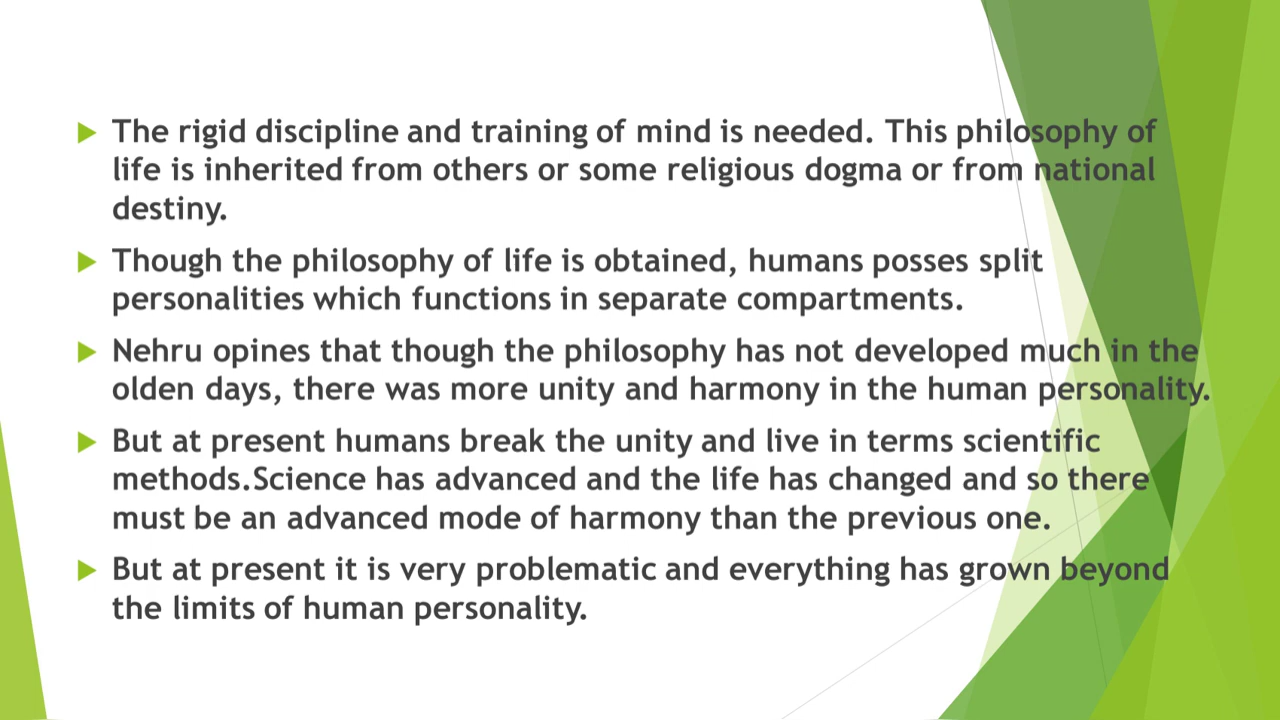 The rigid discipline and training of mind is needed. This philosophy of
life is inherited from others or some religious dogma or from national
destiny.
Though the philosophy of life is obtained, humans posses split
personalities which functions in separate compartments.
Nehru opines that though the philosophy has not developed much in the
olden days, there was more unity and harmony in the human personality.
But at present humans break the unity and live in terms scientific
methods.Science has advanced and the life has changed and so there
must be an advanced mode of harmony than the previous one.
But at present it is very problematic and everything has grown beyond
the limits of human personality.